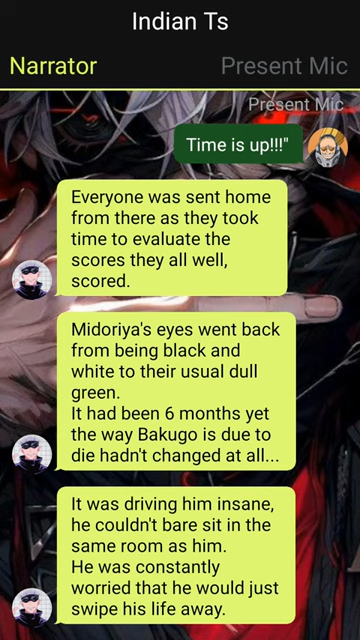 Indian Ts
Narrator
Present Mic
Present Mic
Time is up!!!"
Everyone was sent home
from there as they took
time to evaluate the
scores they all well,
scored.
Midoriya's eyes went back
from being black and
white to their usual dull
green.
It had been 6 months yet
the way Bakugo is due to
die hadn't changed at all...
It was driving him insane,
he couldn't bare sit in the
same room as him.
He was constantly
worried that he would just
swipe his life away.